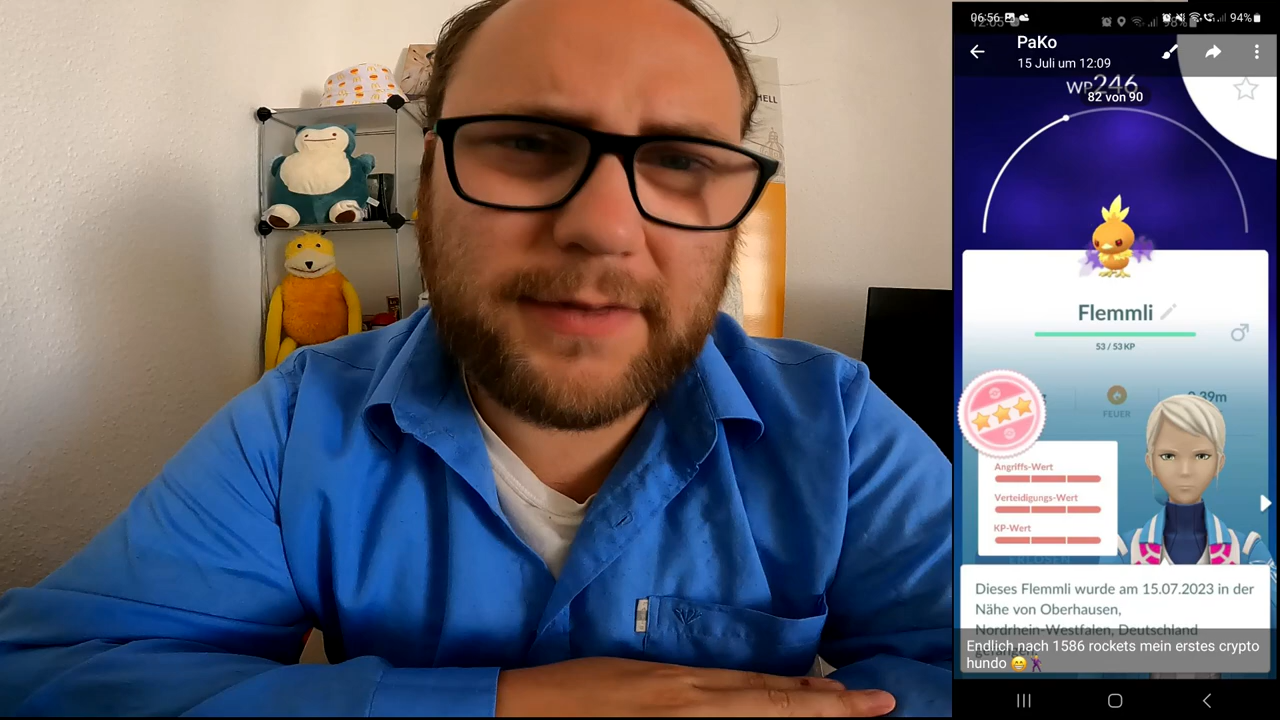 06:56 94%
PaKo
15 Juli um 12:09
WP246
82 von 90
HELL
Flemmli
53 / 53 KP
FEUER
Angriffs-Wert
Verteidigungs-Wert
KP-Wert
Dieses Flemmli wurde am 15.07.2023 in der
Nähe von Oberhausen,
Nordrhein-Westfalen, Deutschland
Endlich nach 1586 rockets mein erstes crypto
hundo 😁🕺